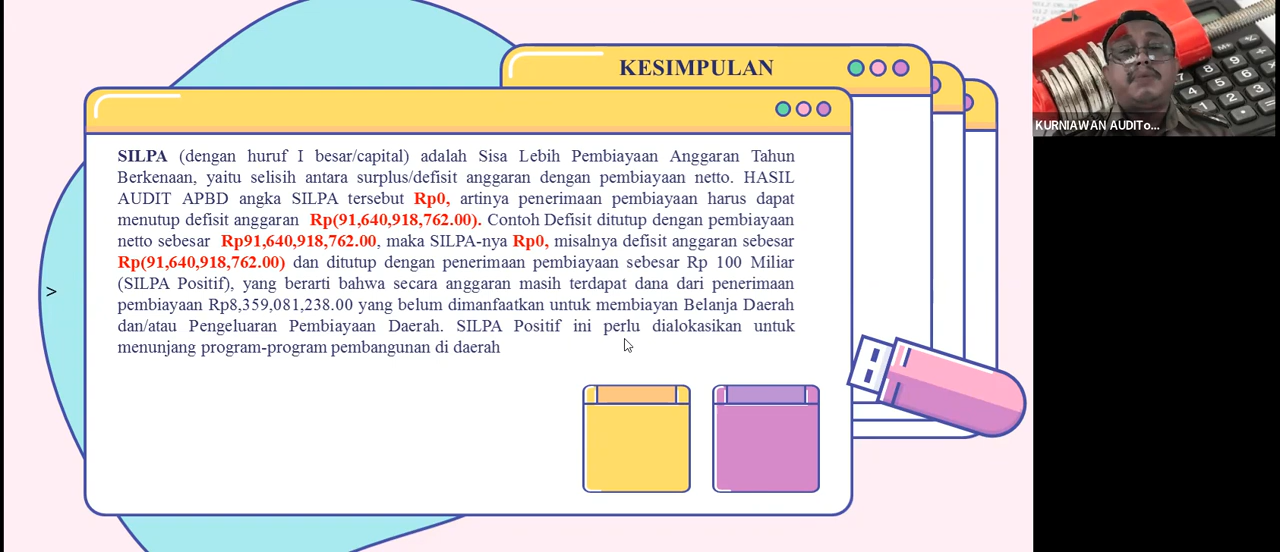 KESIMPULAN
SILPA (dengan huruf I besar/capital) adalah Sisa Lebih Pembiayaan Anggaran Tahun
Berkenaan, yaitu selisih antara surplus/defisit anggaran dengan pembiayaan netto. HASIL
AUDIT APBD angka SILPA tersebut Rp0, artinya penerimaan pembiayaan harus dapat
menutup defisit anggaran Rp(91,640,918,762.00). Contoh Defisit ditutup dengan pembiayaan
netto sebesar Rp91,640,918,762.00, maka SILPA-nya Rp0, misalnya defisit anggaran sebesar
Rp(91,640,918,762.00) dan ditutup dengan penerimaan pembiayaan sebesar Rp 100 Miliar
(SILPA Positif), yang berarti bahwa secara anggaran masih terdapat dana dari penerimaan
pembiayaan Rp8,359,081,238.00 yang belum dimanfaatkan untuk membiayan Belanja Daerah
dan/atau Pengeluaran Pembiayaan Daerah. SILPA Positif ini perlu dialokasikan untuk
menunjang program-program pembangunan di daerah
>
KURNIAWAN AUDITo...